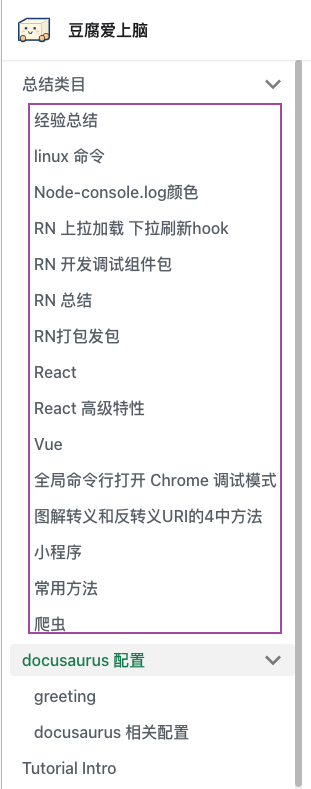 豆腐爱上脑
总结类目
经验总结
linux 命令
Node-console.log颜色
RN 上拉加载 下拉刷新hook
RN 开发调试组件包
RN 总结
RN打包发包
React
React 高级特性
Vue
全局命令行打开 Chrome 调试模式
图解转义和反转义URI的4中方法
小程序
常用方法
爬虫
docusaurus 配置
greeting
docusaurus 相关配置
Tutorial Intro